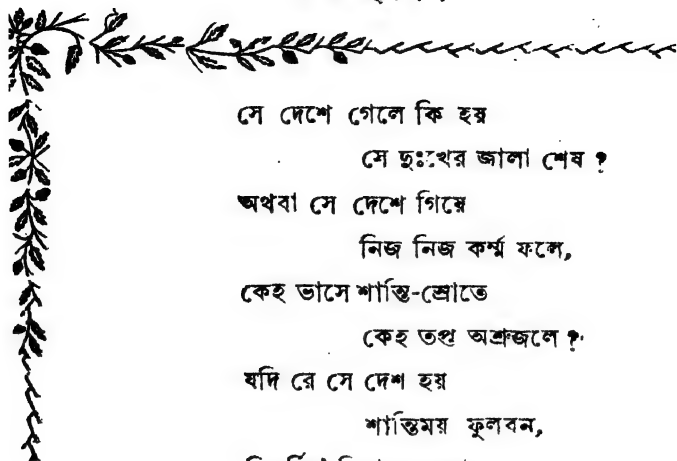 সে দেশে গেলে কি হয়
সে দুঃখের জালা শেষ ?
অথবা সে দেশে গিয়ে
নিজ নিজ কর্ম্ম ফলে,
কেহ ভাসে শান্তি-স্রোতে
কেহ তপ্ত অশ্রুজলে ?
যদি রে সে দেশ হয়
শান্তিময় ফুলবন,